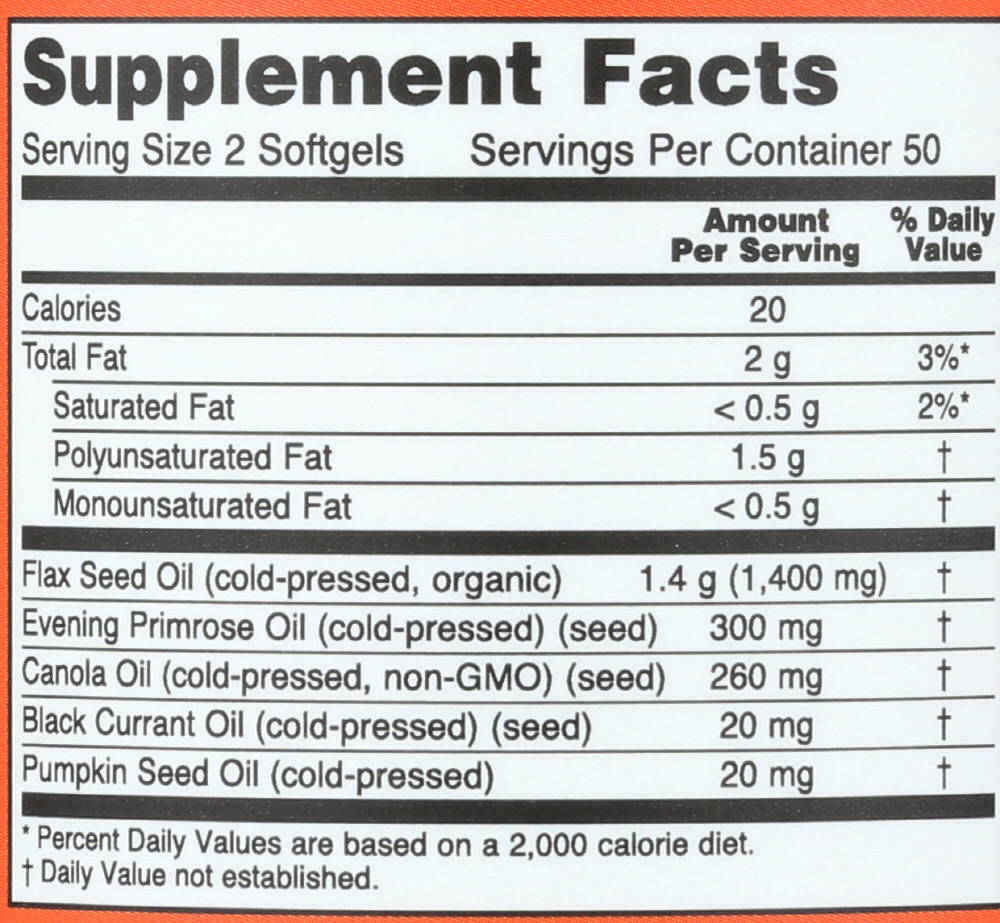 Supplement Facts
Serving Size 2 Softgels Servings Per Container 50
Amount Per Serving % Daily Value
Calories 20
Total Fat 2 g 3%*
Saturated Fat < 0.5 g 2%*
Polyunsaturated Fat 1.5 g †
Monounsaturated Fat < 0.5 g †
Flax Seed Oil (cold-pressed, organic) 1.4 g (1,400 mg) †
Evening Primrose Oil (cold-pressed) (seed) 300 mg †
Canola Oil (cold-pressed, non-GMO) (seed) 260 mg †
Black Currant Oil (cold-pressed) (seed) 20 mg †
Pumpkin Seed Oil (cold-pressed) 20 mg †
* Percent Daily Values are based on a 2,000 calorie diet.
† Daily Value not established.